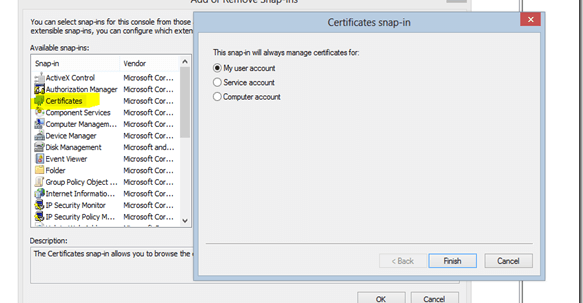 Add or Remove Snap-ins
You can select snap-ins for this console from those
extensible snap-ins, you can configure which exten
Available snap-ins:
Snap-in Vendor
ActiveX Control Microsoft Cor...
Authorization Manager Microsoft Cor...
Certificates Microsoft Cor...
Component Services Microsoft Cor...
Computer Managem... Microsoft Cor...
Device Manager Microsoft Cor...
Disk Management Microsoft and...
Event Viewer Microsoft Cor...
Folder Microsoft Cor...
Group Policy Object ... Microsoft Cor...
Internet Informatio... Microsoft Cor...
IP Security Monitor Microsoft Cor...
IP Security Policy M... Microsoft Cor...
Description:
The Certificates snap-in allows you to browse the
OK Cancel
Certificates snap-in
This snap-in will always manage certificates for:
My user account
Service account
Computer account
< Back Finish Cancel